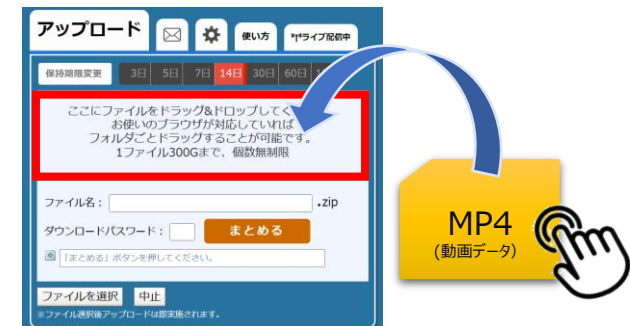 アップロード
使い方
ライブ配信中
保持期限変更 3日 5日 7日 14日 30日 60日
ここにファイルをドラッグ&ドロップしてく
お使いのブラウザが対応していれば
フォルダごとドラッグすることが可能です。
1ファイル300Gまで、個数無制限
ファイル名: .zip
ダウンロードパスワード: まとめる
「まとめる」ボタンを押してください。
ファイルを選択 中止
※ファイル選択後アップロードは即実施されます。
MP4
(動画データ)